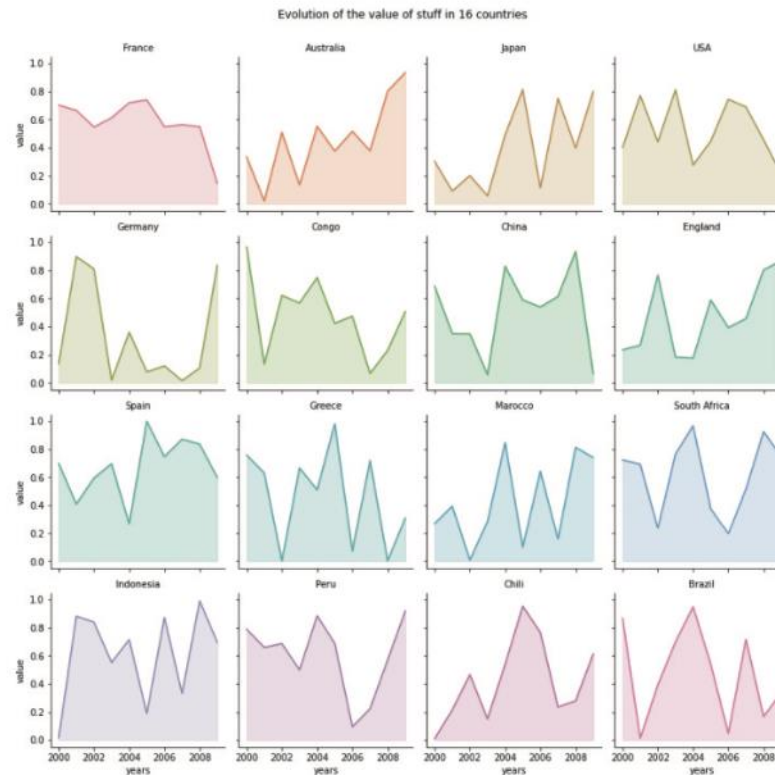 Evolution of the value of stuff in 16 countries
France Australia Japan USA
1.0
0.8
0.6
0.4
0.2
0.0
value
Germany Congo China England
1.0
0.8
0.6
0.4
0.2
0.0
value
Spain Greece Marocco South Africa
1.0
0.8
0.6
0.4
0.2
0.0
value
Indonesia Peru Chili Brazil
1.0
0.8
0.6
0.4
0.2
0.0
value
2000 2002 2004 2006 2008 2000 2002 2004 2006 2008 2000 2002 2004 2006 2008 2000 2002 2004 2006 2008
years years years years